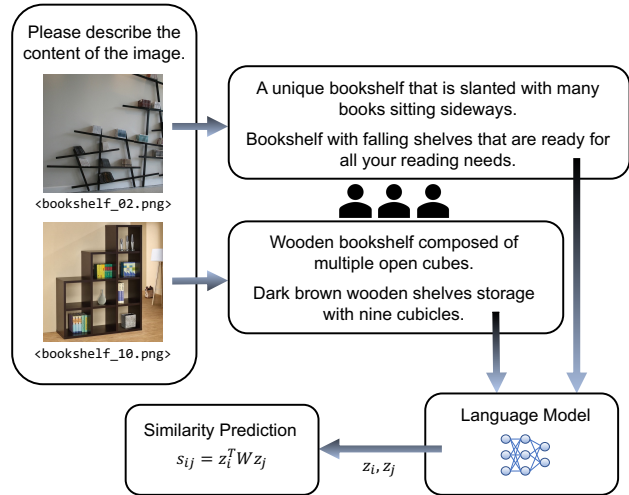 Please describe the
content of the image.
<bookshelf_02.png>
<bookshelf_10.png>
A unique bookshelf that is slanted with many
books sitting sideways.
Bookshelf with falling shelves that are ready for
all your reading needs.
Wooden bookshelf composed of
multiple open cubes.
Dark brown wooden shelves storage
with nine cubicles.
Language Model
z_i, z_j
Similarity Prediction
s_{ij} = z_i^T W z_j